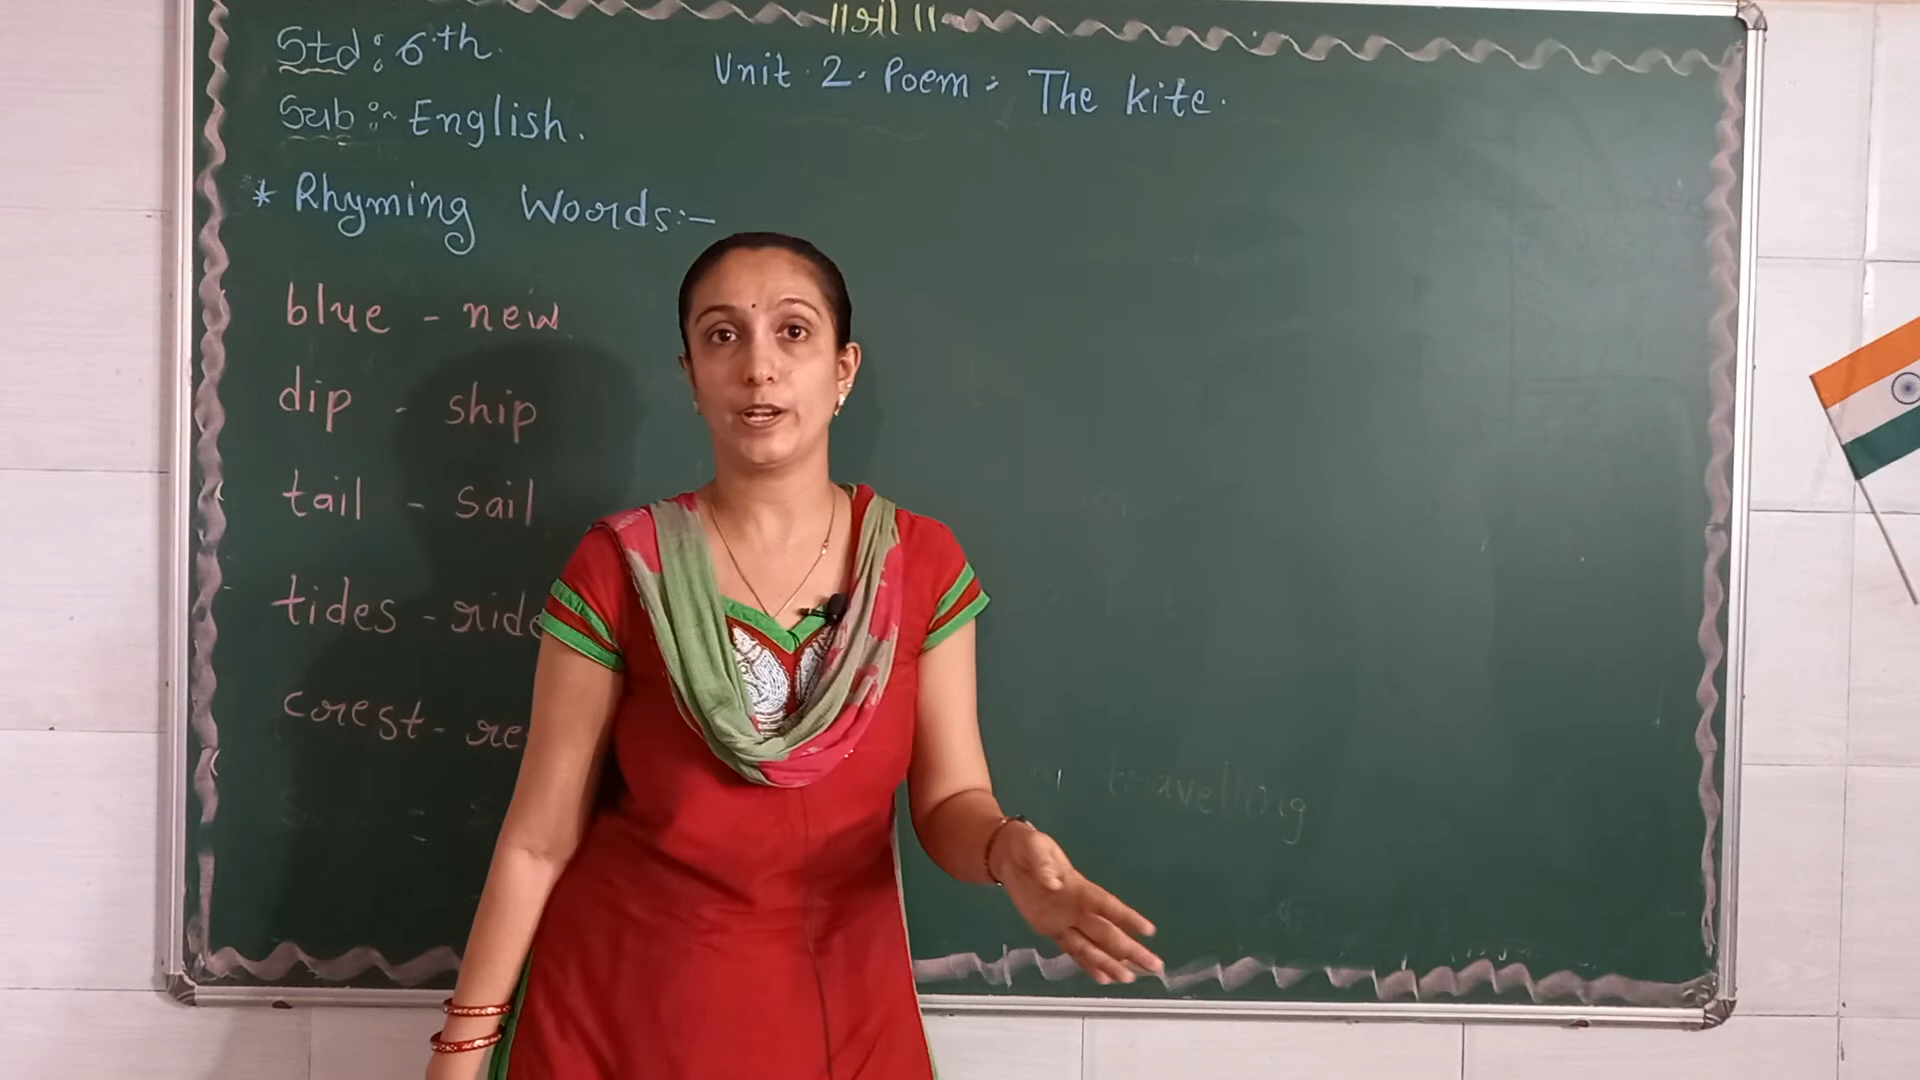 Std : 6th.
Unit 2. Poem - The kite.
Sub :- English.
* Rhyming Words:-
blue - new
dip - ship
tail - sail
tides -
crest -
travelling